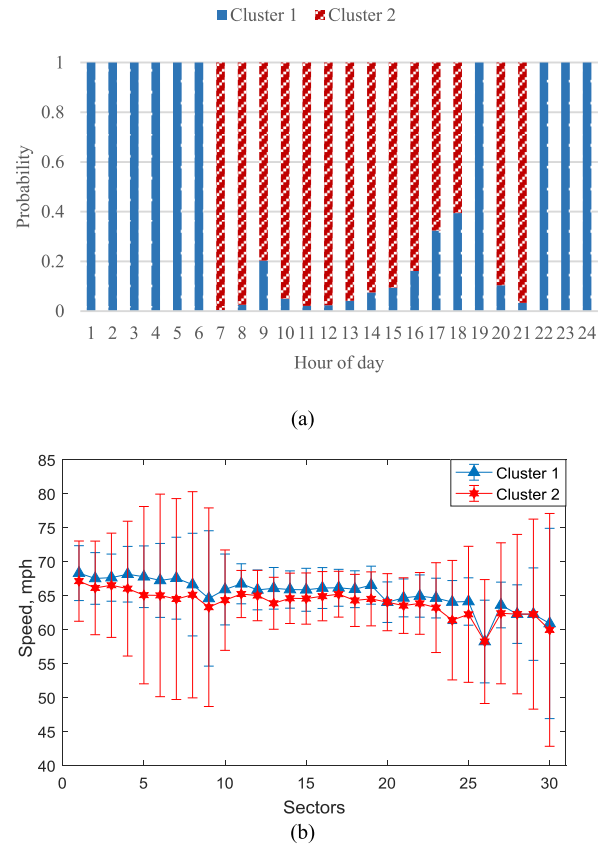 Cluster 1 Cluster 2
1
0.8
0.6
0.4
0.2
0
Probability
1 2 3 4 5 6 7 8 9 10 11 12 13 14 15 16 17 18 19 20 21 22 23 24
Hour of day
(a)
85
80
75
70
65
60
55
50
45
40
Speed, mph
Cluster 1
Cluster 2
0 5 10 15 20 25 30
Sectors
(b)